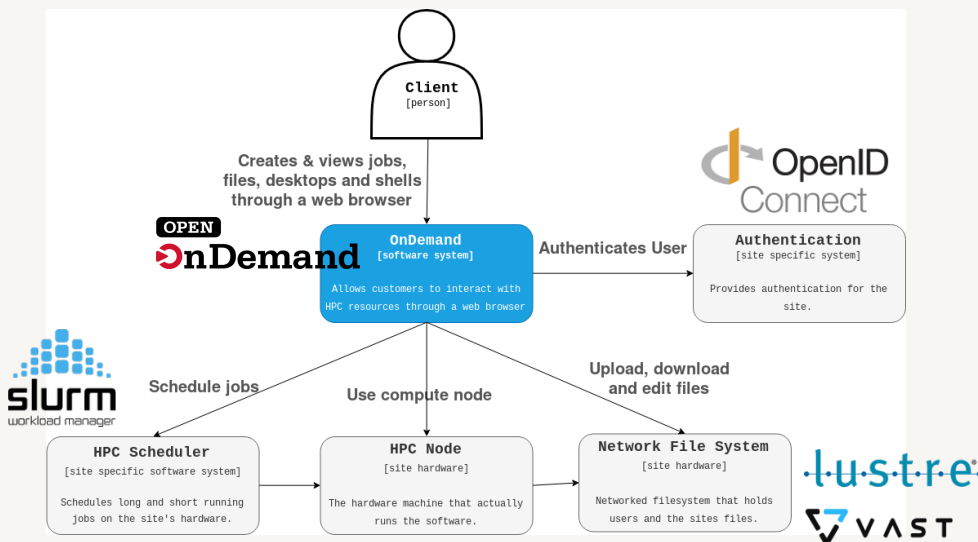 Client
[person]
Creates & views jobs,
files, desktops and shells
through a web browser
OpenID
Connect
OPEN
OnDemand
OnDemand
[software system]
Allows customers to interact with
HPC resources through a web browser
Authenticates User
Authentication
[site specific system]
Provides authentication for the
site.
slurm
workload manager
Schedule jobs
Use compute node
Upload, download
and edit files
HPC Scheduler
[site specific software system]
Schedules long and short running
jobs on the site's hardware.
HPC Node
[site hardware]
The hardware machine that actually
runs the software.
Network File System
[site hardware]
Networked filesystem that holds
users and the sites files.
lustre®
VAST